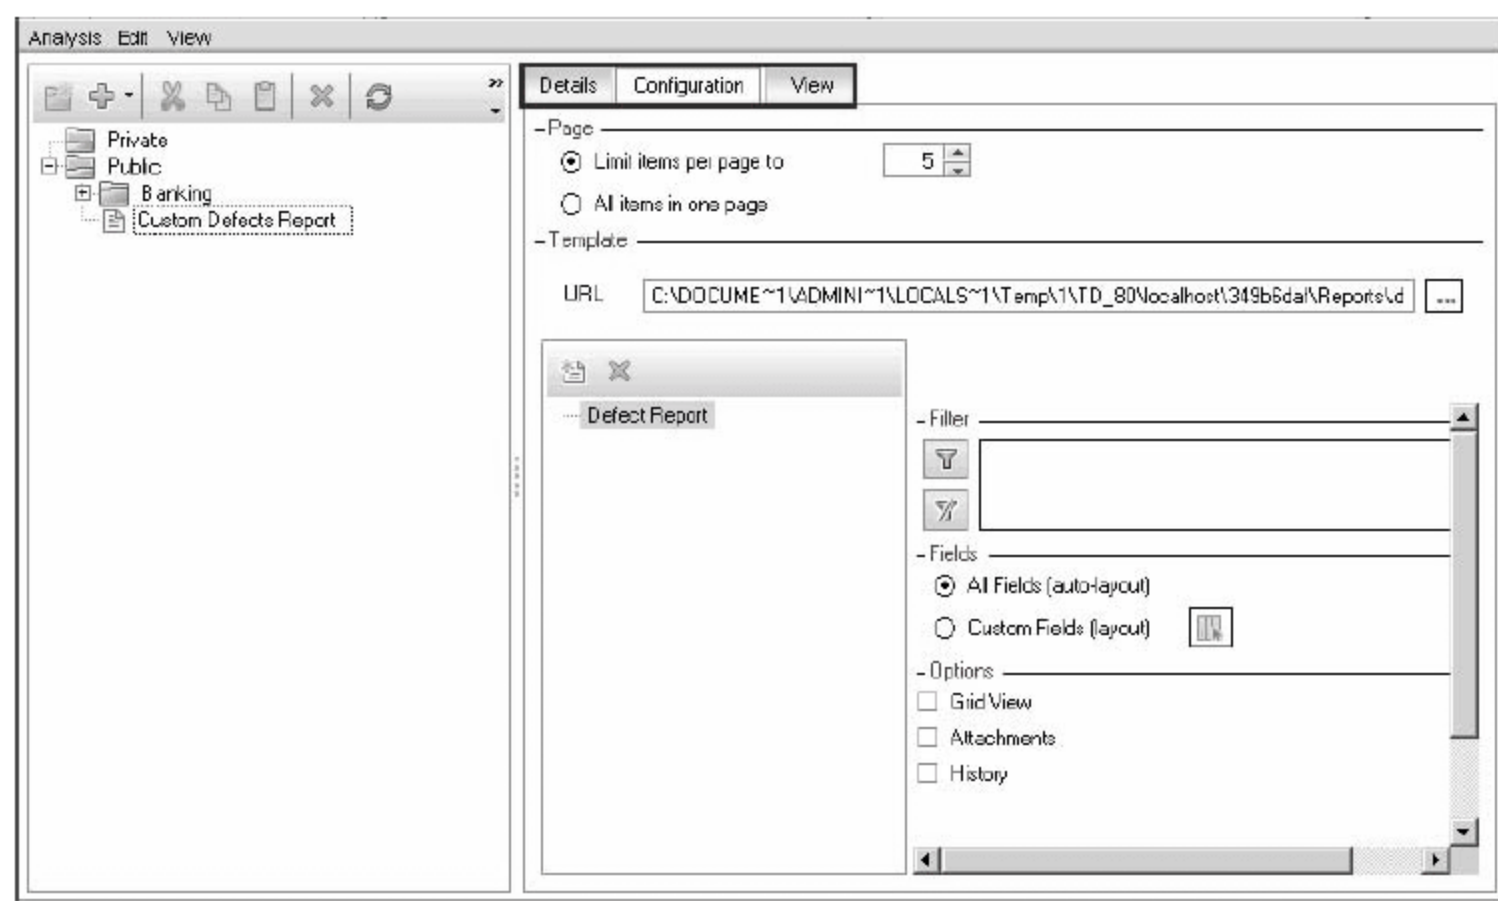 Analysis Edit View
Private
Public
Banking
Custom Defects Report
Details Configuration View
Page
Limit items per page to 5
All items in one page
Template
URL C:\DOCUME~1\ADMINI~1\LOCALS~1\Temp\1\TD_80\localhost\349b6da!\Reports\d ...
Defect Report
Filter
Fields
All Fields (auto-layout)
Custom Fields (layout)
Options
Grid View
Attachments
History